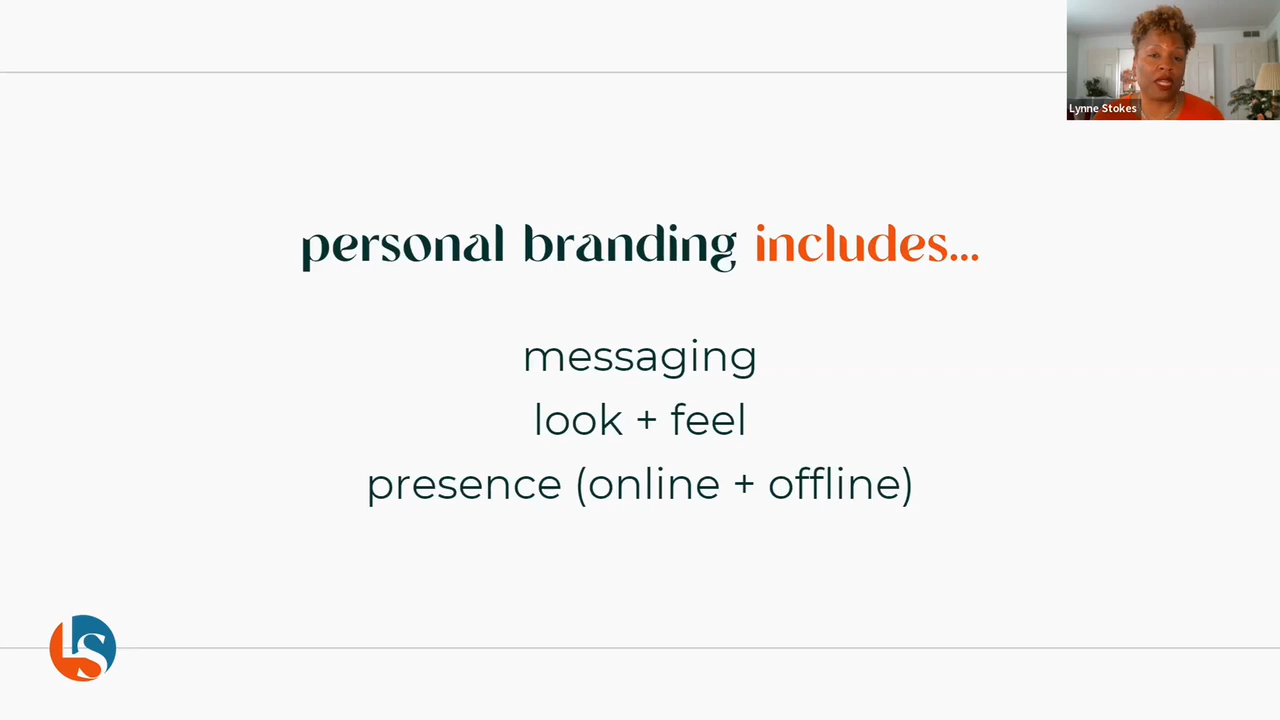 Lynne Stokes
personal branding includes...
messaging
look + feel
presence (online + offline)
LS